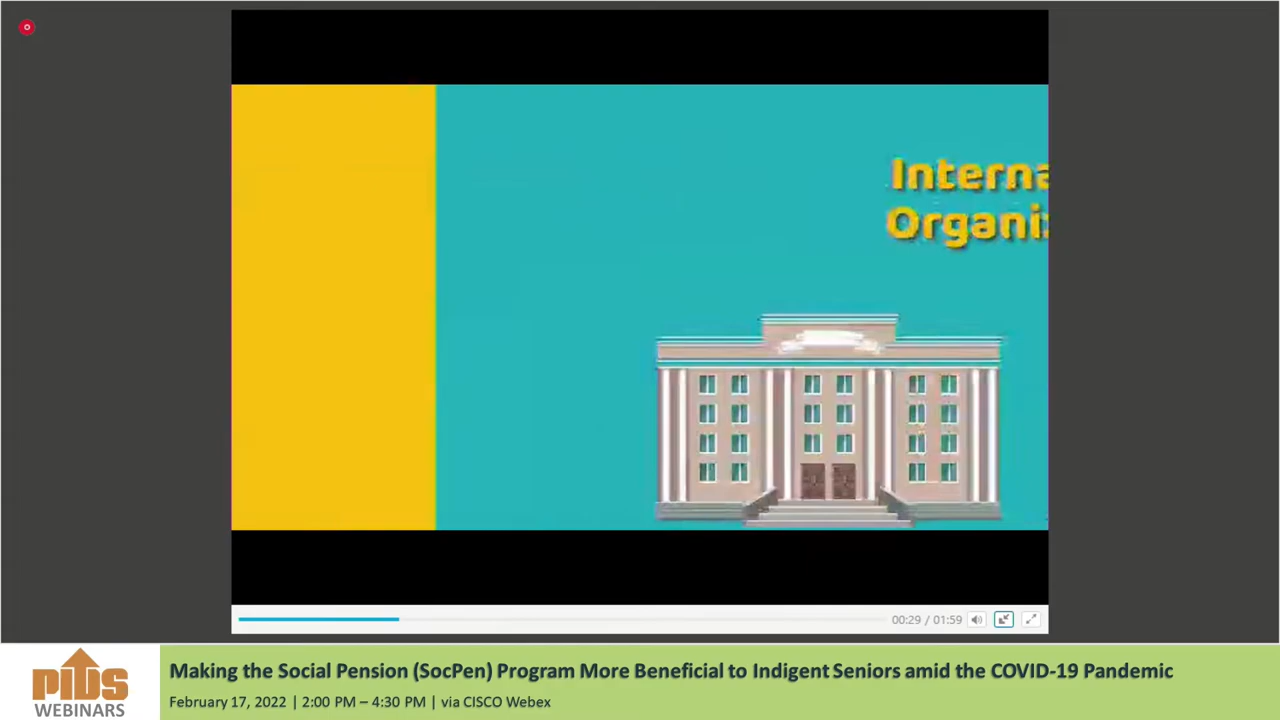 Interna
Organiz
00:29 / 01:59
PIDS
WEBINARS
Making the Social Pension (SocPen) Program More Beneficial to Indigent Seniors amid the COVID-19 Pandemic
February 17, 2022 | 2:00 PM – 4:30 PM | via CISCO Webex